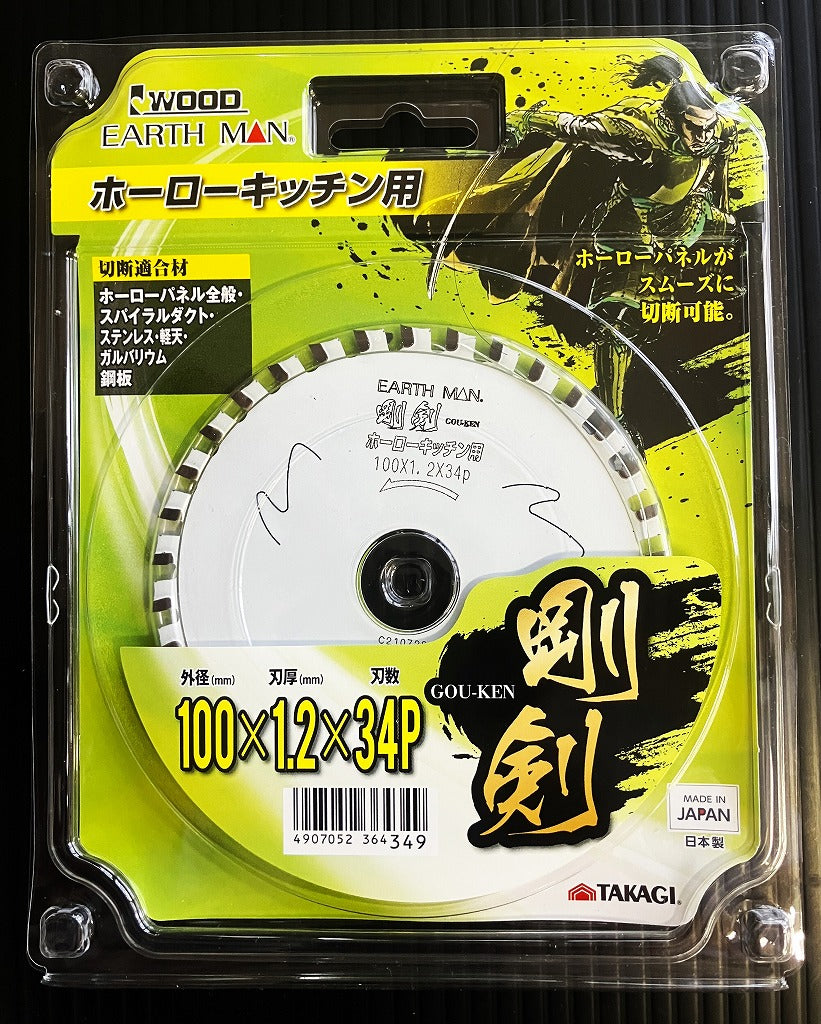 WOOD
EARTH MAN®
ホーローキッチン用
切断適合材
ホーローパネル全般・
スパイラルダクト・
ステンレス・軽天・
ガルバリウム
鋼板
ホーローパネルが
スムーズに
切断可能。
EARTH MAN®
剛剣 GOU-KEN
ホーローキッチン用
100X1.2X34p
外径(mm) 刃厚(mm) 刃数
100×1.2×34P
GOU-KEN
剛剣
4907052 364349
MADE IN
JAPAN
日本製
TAKAGI®